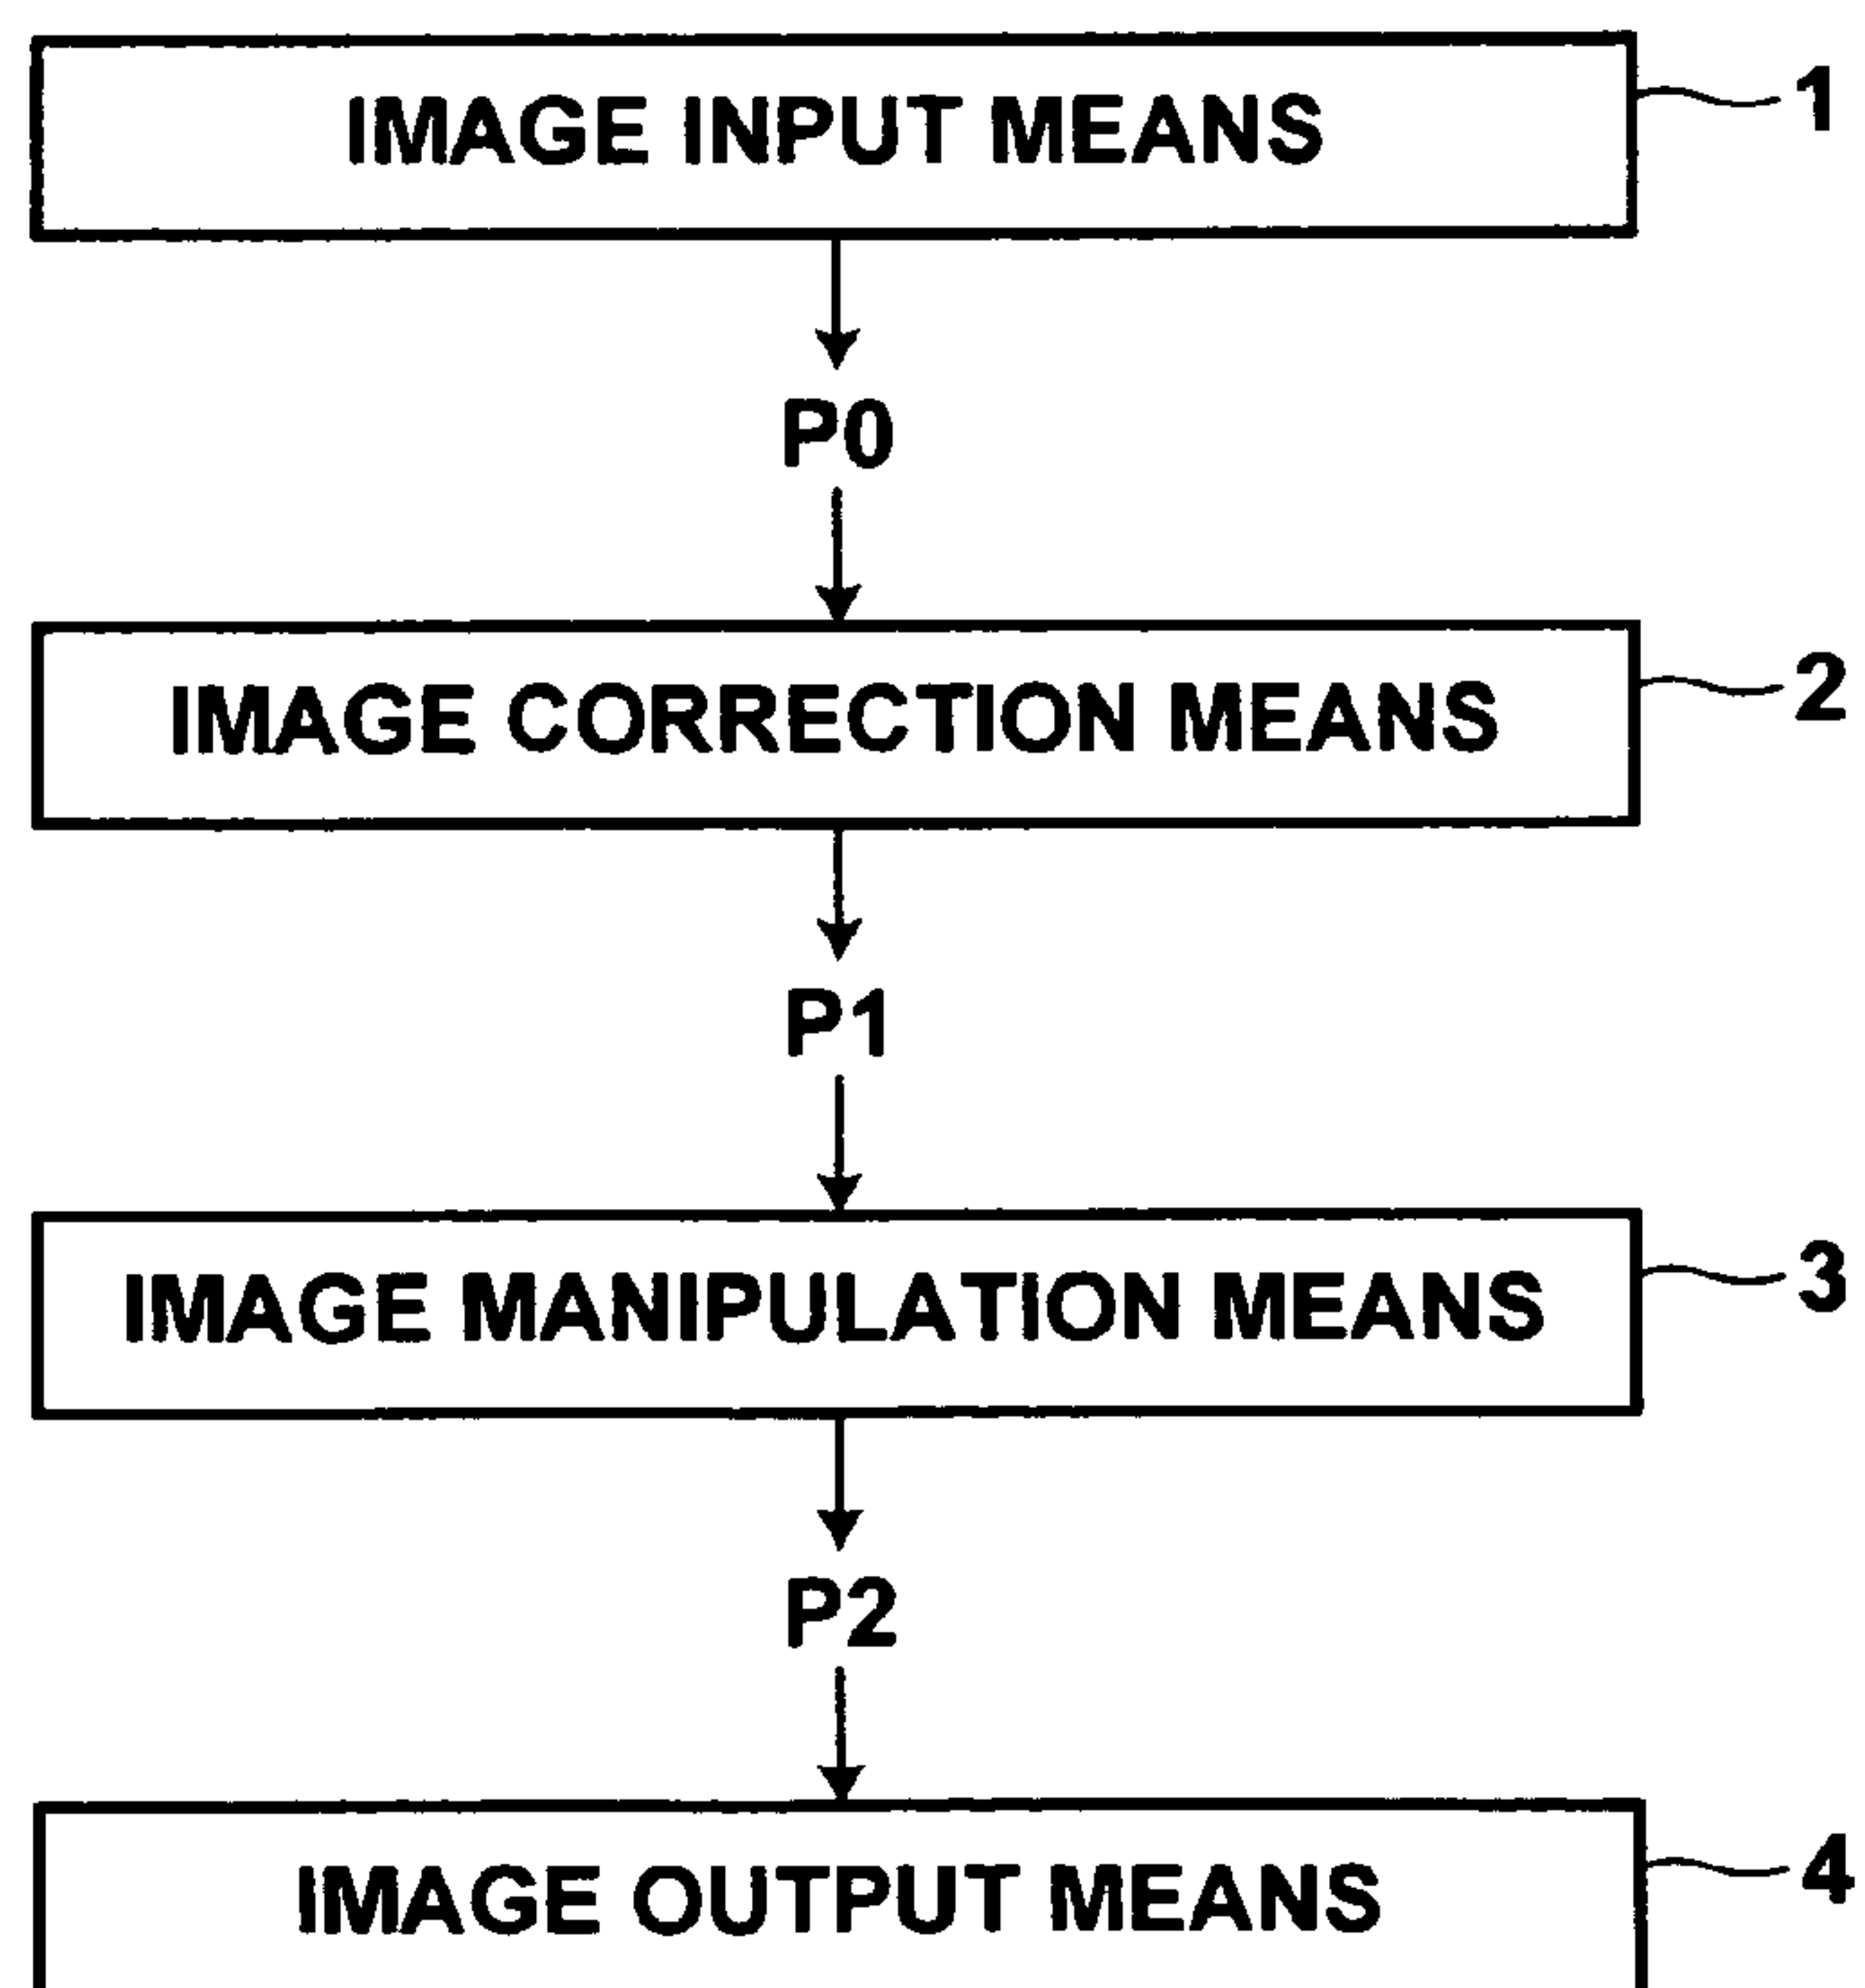 IMAGE INPUT MEANS 1
P0
IMAGE CORRECTION MEANS 2
P1
IMAGE MANIPULATION MEANS 3
P2
IMAGE OUTPUT MEANS 4